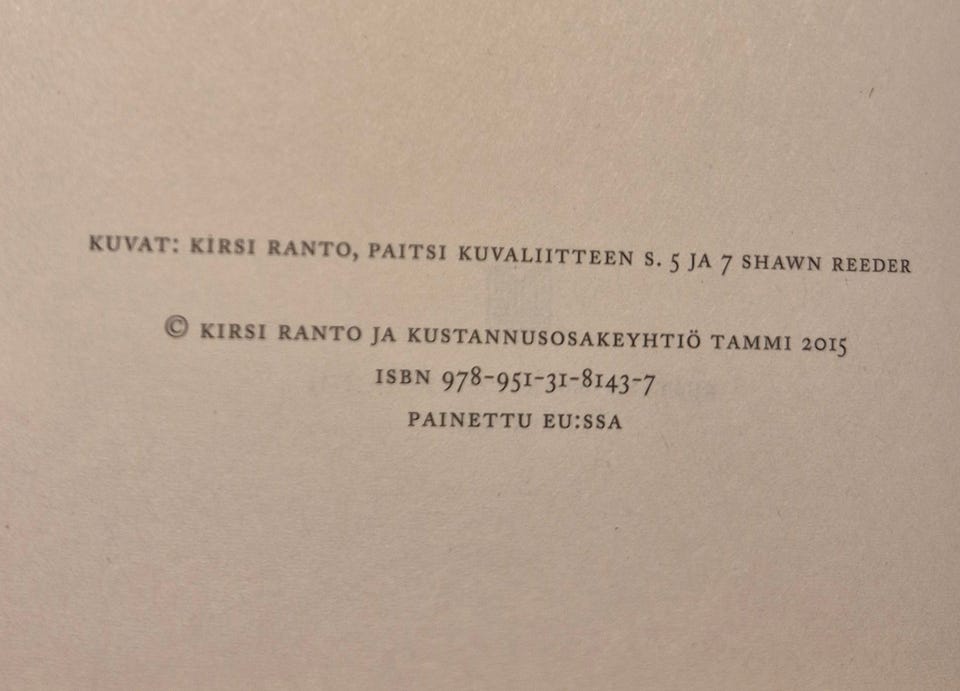 KUVAT: KIRSI RANTO, PAITSI KUVALIITTEEN S. 5 JA 7 SHAWN REEDER
© KIRSI RANTO JA KUSTANNUSOSAKEYHTIÖ TAMMI 2015
ISBN 978-951-31-8143-7
PAINETTU EU:SSA